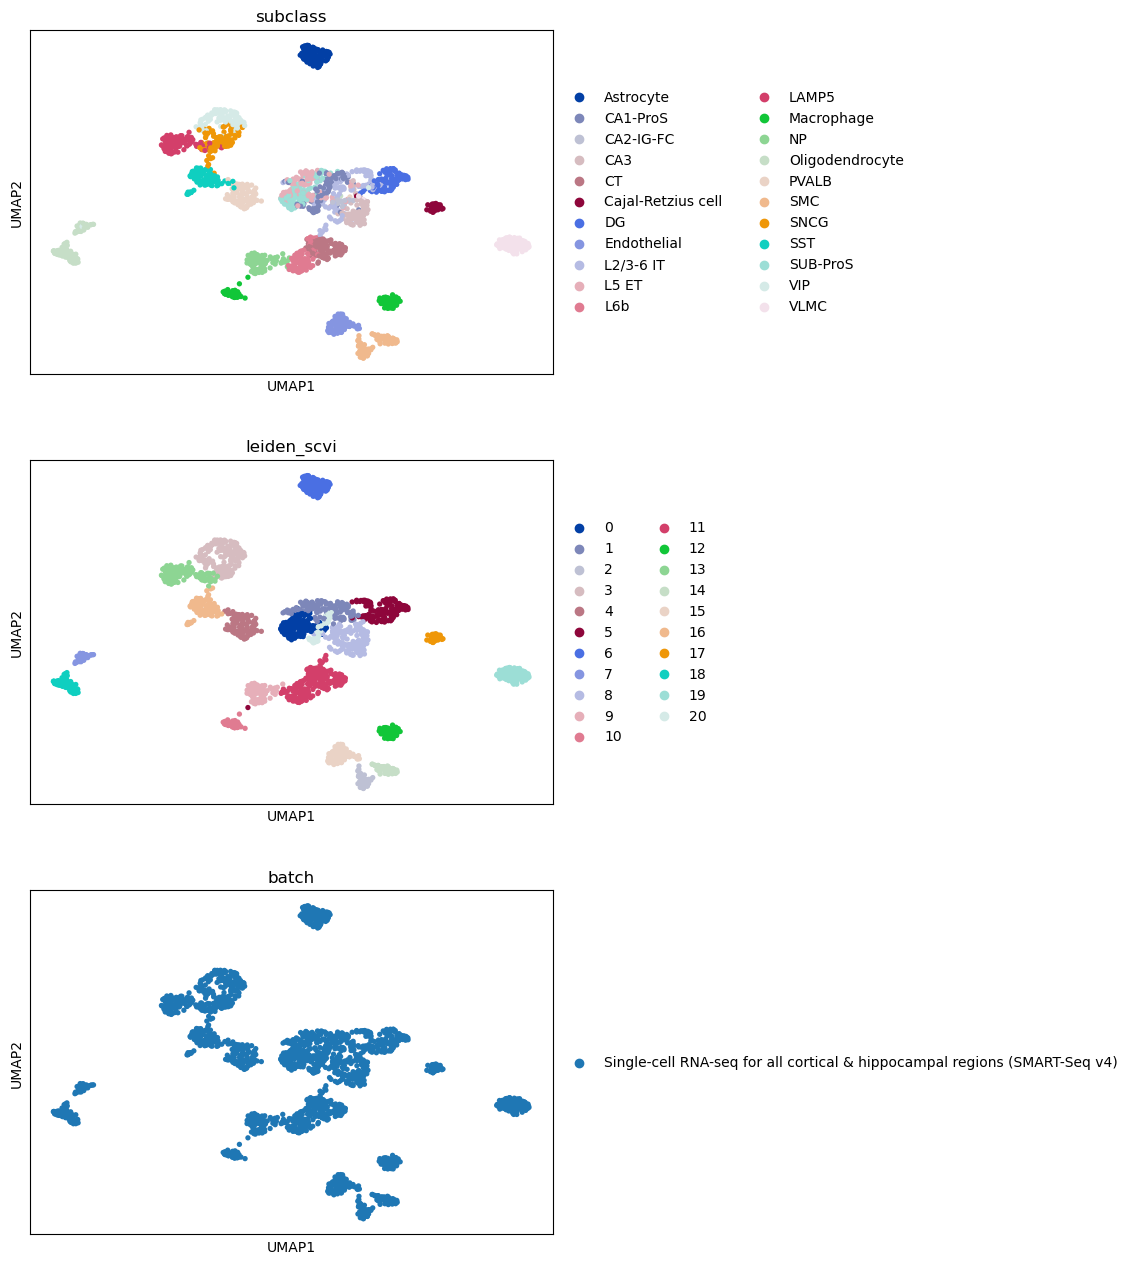 subclass
UMAP2
UMAP1
Astrocyte
CA1-ProS
CA2-IG-FC
CA3
CT
Cajal-Retzius cell
DG
Endothelial
L2/3-6 IT
L5 ET
L6b
LAMP5
Macrophage
NP
Oligodendrocyte
PVALB
SMC
SNCG
SST
SUB-ProS
VIP
VLMC
leiden_scvi
UMAP2
UMAP1
0
1
2
3
4
5
6
7
8
9
10
11
12
13
14
15
16
17
18
19
20
batch
UMAP2
UMAP1
Single-cell RNA-seq for all cortical & hippocampal regions (SMART-Seq v4)